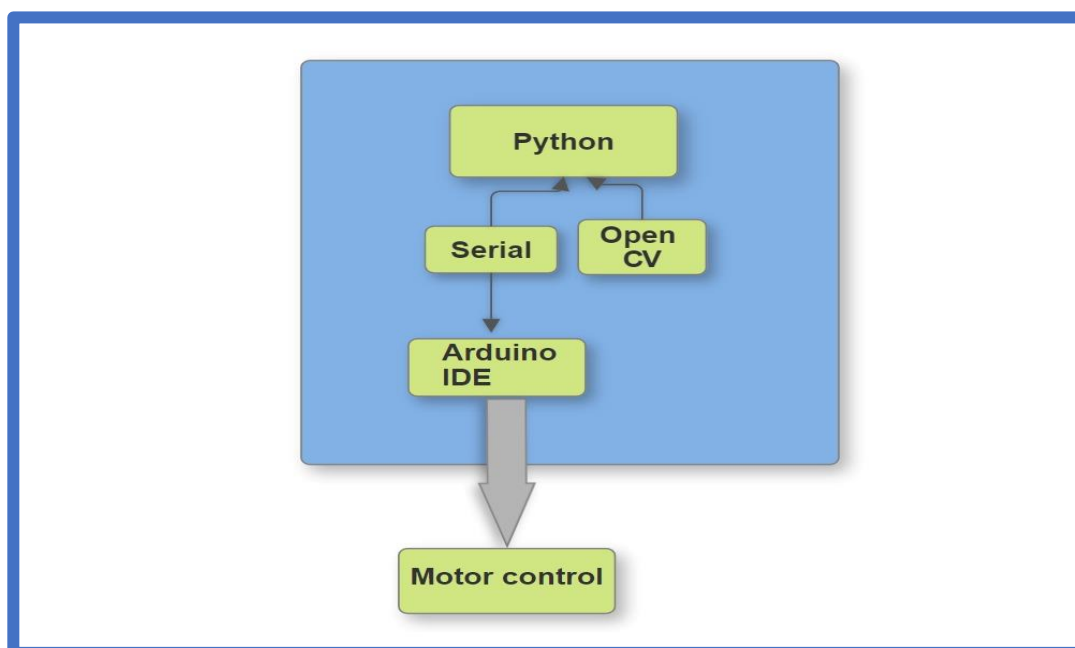 Python
Serial
Open
CV
Arduino
IDE
Motor control